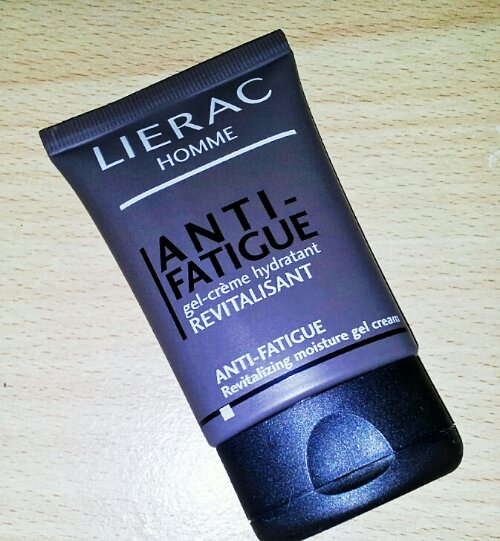 LIERAC
HOMME
ANTI-
FATIGUE
gel-crème hydratant
REVITALISANT
ANTI-FATIGUE
Revitalizing moisture gel cream